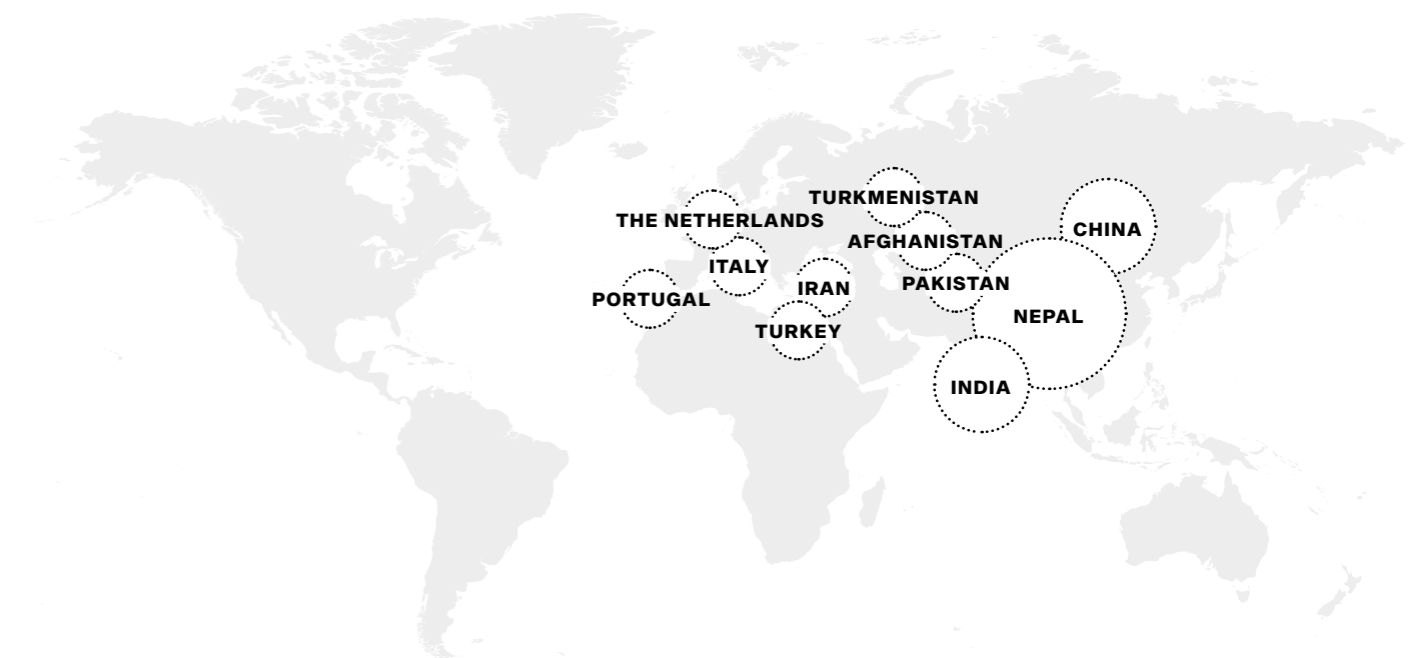 TURKMENISTAN
THE NETHERLANDS
CHINA
AFGHANISTAN
ITALY
PAKISTAN
IRAN
PORTUGAL
NEPAL
TURKEY
INDIA